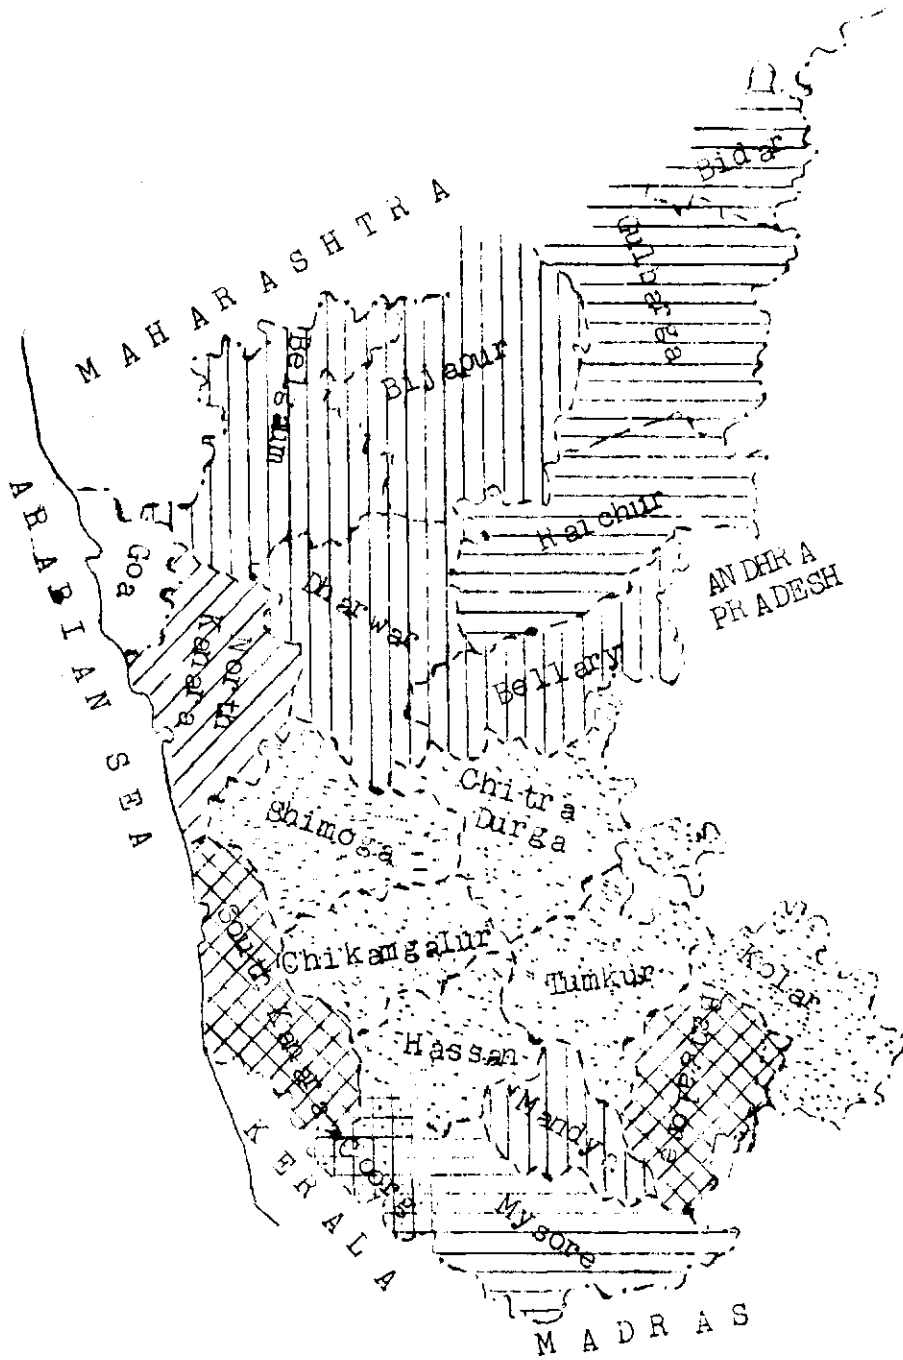 MAHARASHTRA
Bidar
Gulbarga
Belgaum
Bijapur
Raichur
ANDHRA
PRADESH
Goa
Dharwar
North
Kanara
Bellary
ARABIAN SEA
Chitra
Durga
Shimoga
South Kanara
Chikamgalur
Tumkur
Kolar
Bangalore
Hassan
Mandya
Coorg
Mysore
KERALA
MADRAS